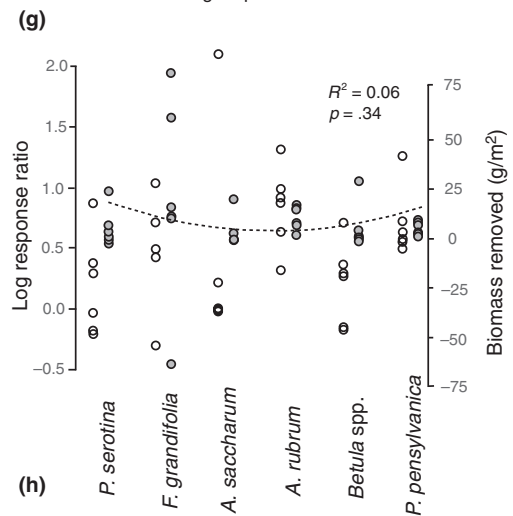 (g)
R² = 0.06
p = .34
Log response ratio
2.0
1.5
1.0
0.5
0.0
–0.5
75
50
25
0
–25
–50
–75
Biomass removed (g/m²)
P. serotina
F. grandifolia
A. saccharum
A. rubrum
Betula spp.
P. pensylvanica
(h)